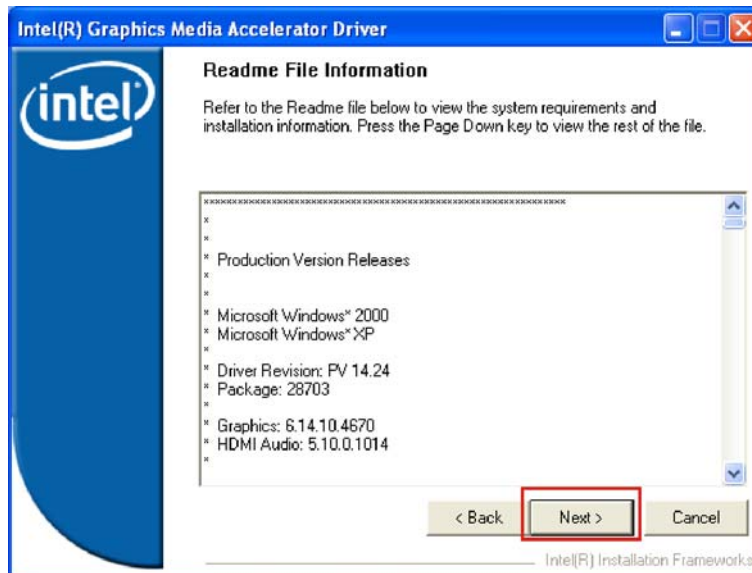 Intel(R) Graphics Media Accelerator Driver
intel
Readme File Information
Refer to the Readme file below to view the system requirements and
installation information. Press the Page Down key to view the rest of the file.
******************************************************************
*
*
* Production Version Releases
*
*
* Microsoft Windows* 2000
* Microsoft Windows* XP
*
* Driver Revision: PV 14.24
* Package: 28703
*
* Graphics: 6.14.10.4670
* HDMI Audio: 5.10.0.1014
*
< Back
Next >
Cancel
Intel(R) Installation Frameworks